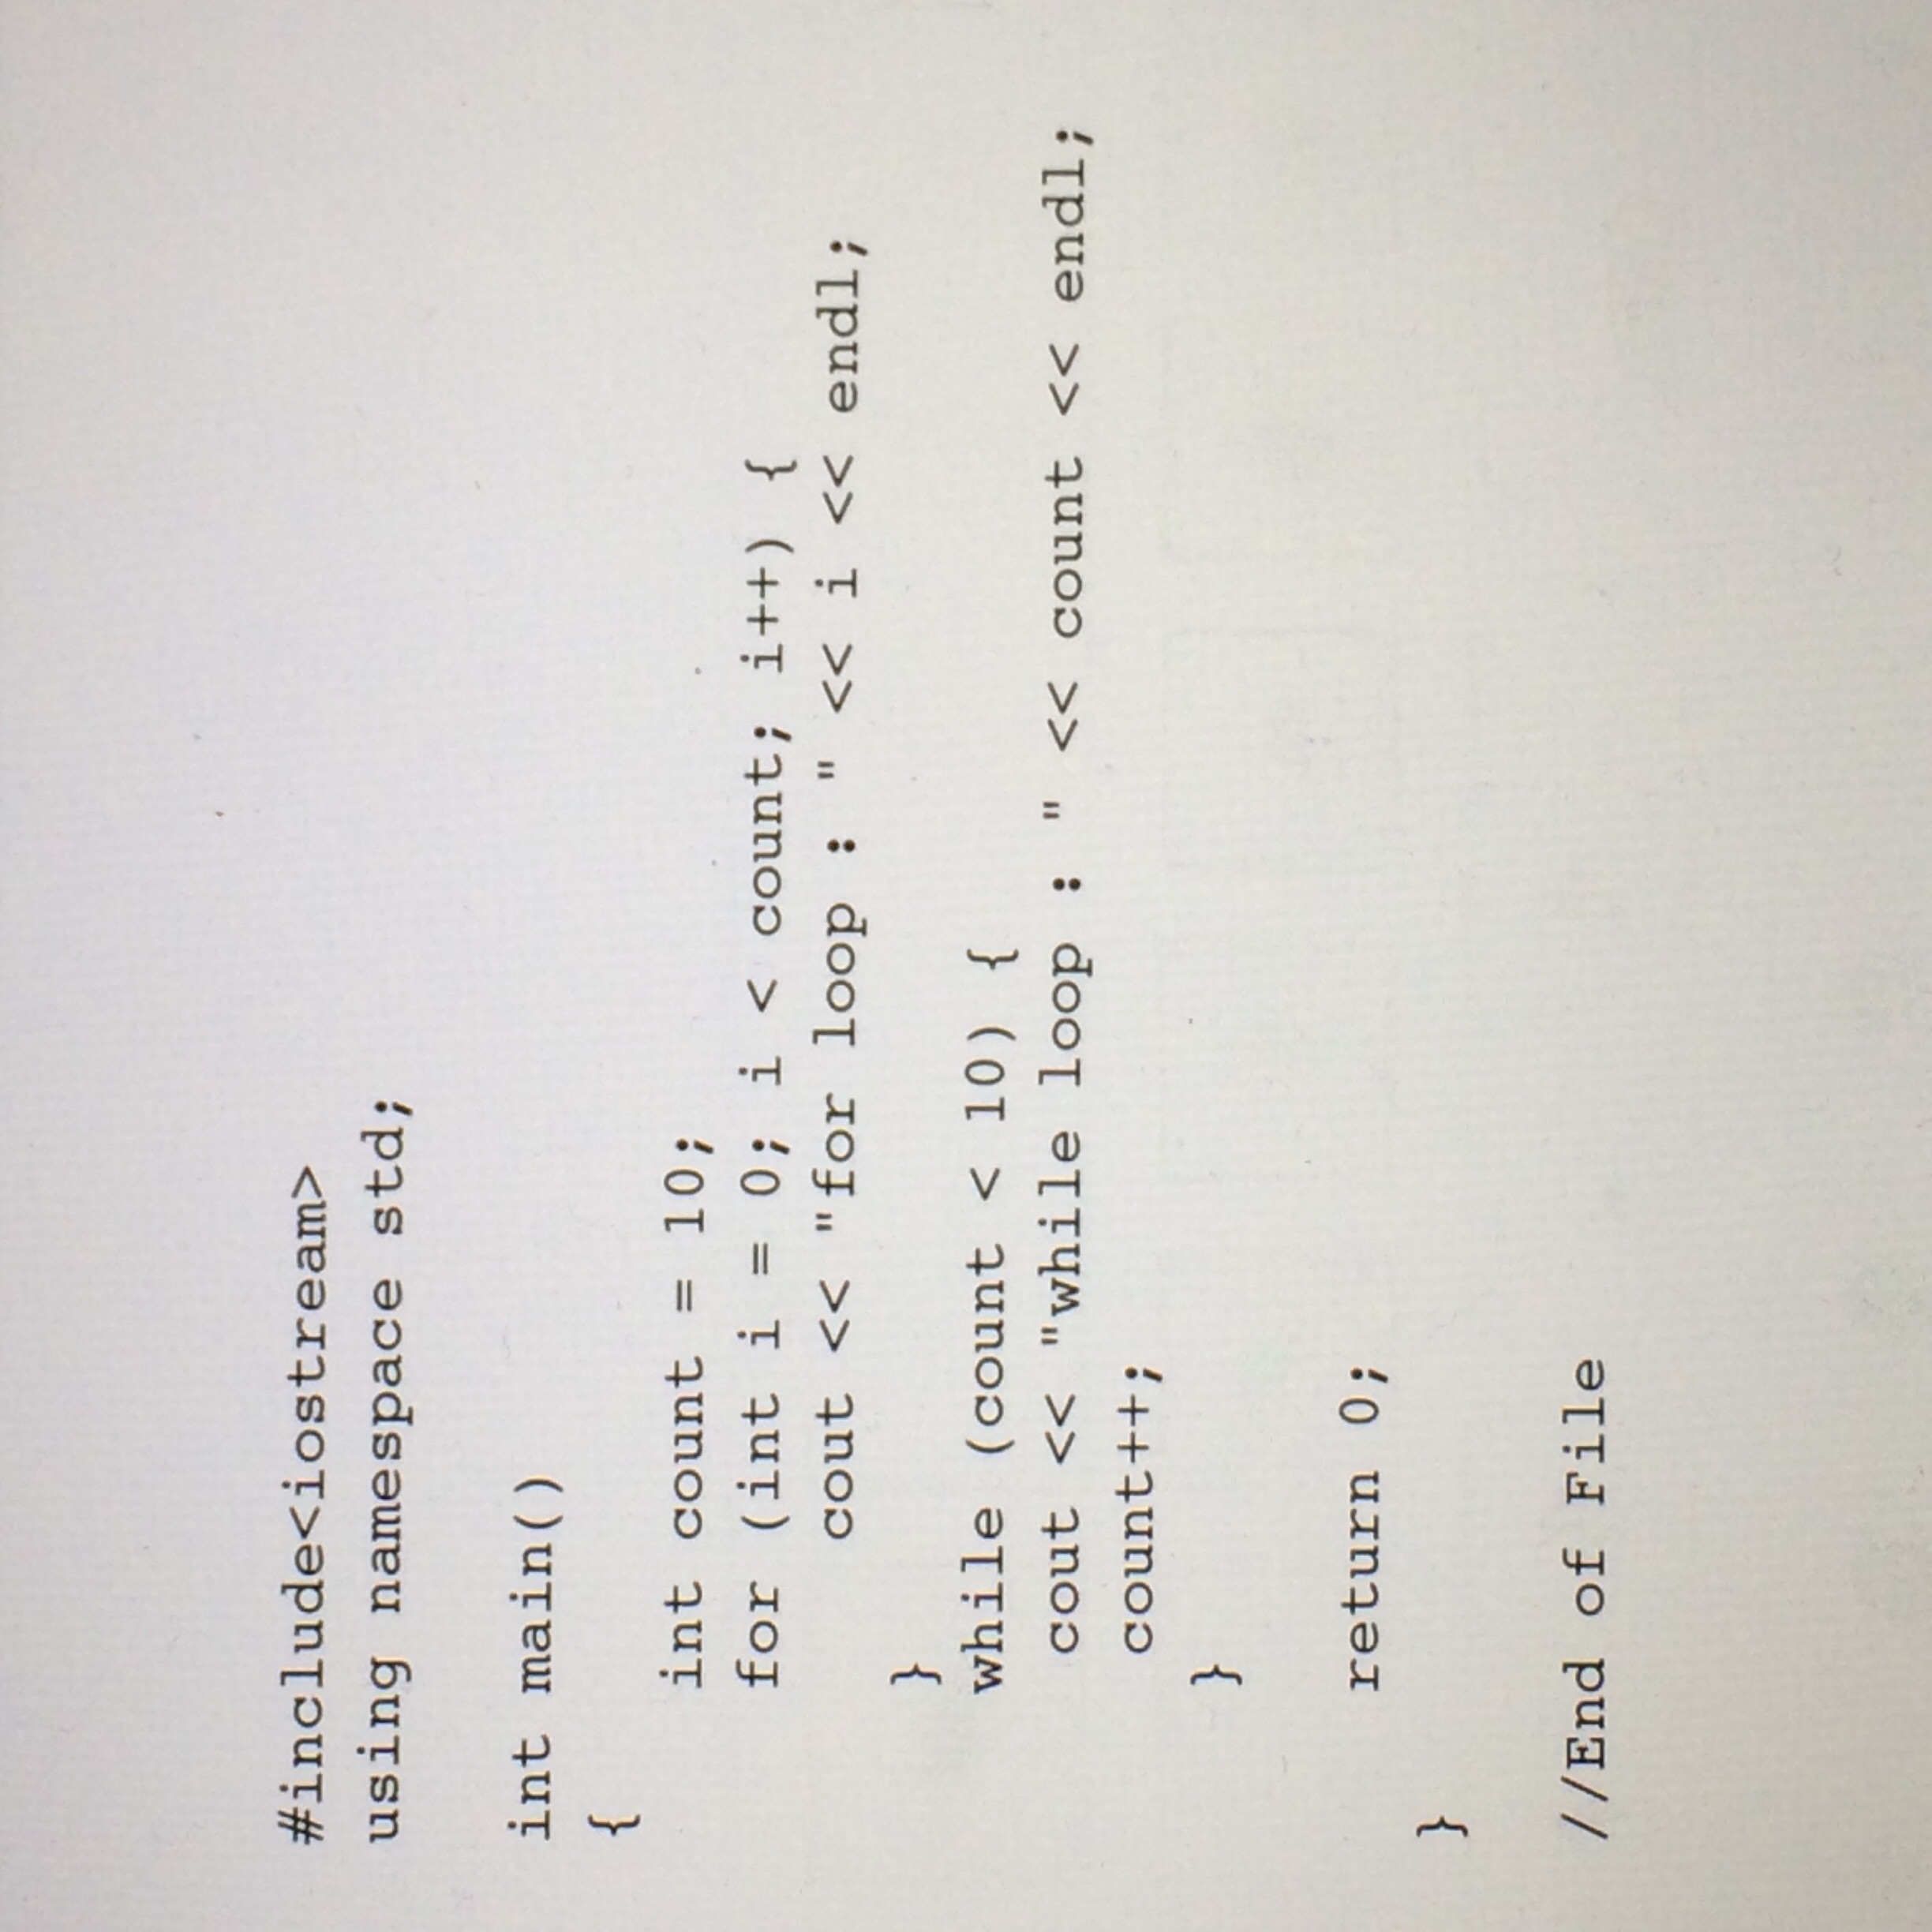 #include<iostream>
using namespace std;
int main()
{
int count = 10;
for (int i = 0; i < count; i++) {
cout << "for loop : " << i << endl;
}
while (count < 10) {
cout << "while loop : " << count << endl;
count++;
}
return 0;
}
//End of File